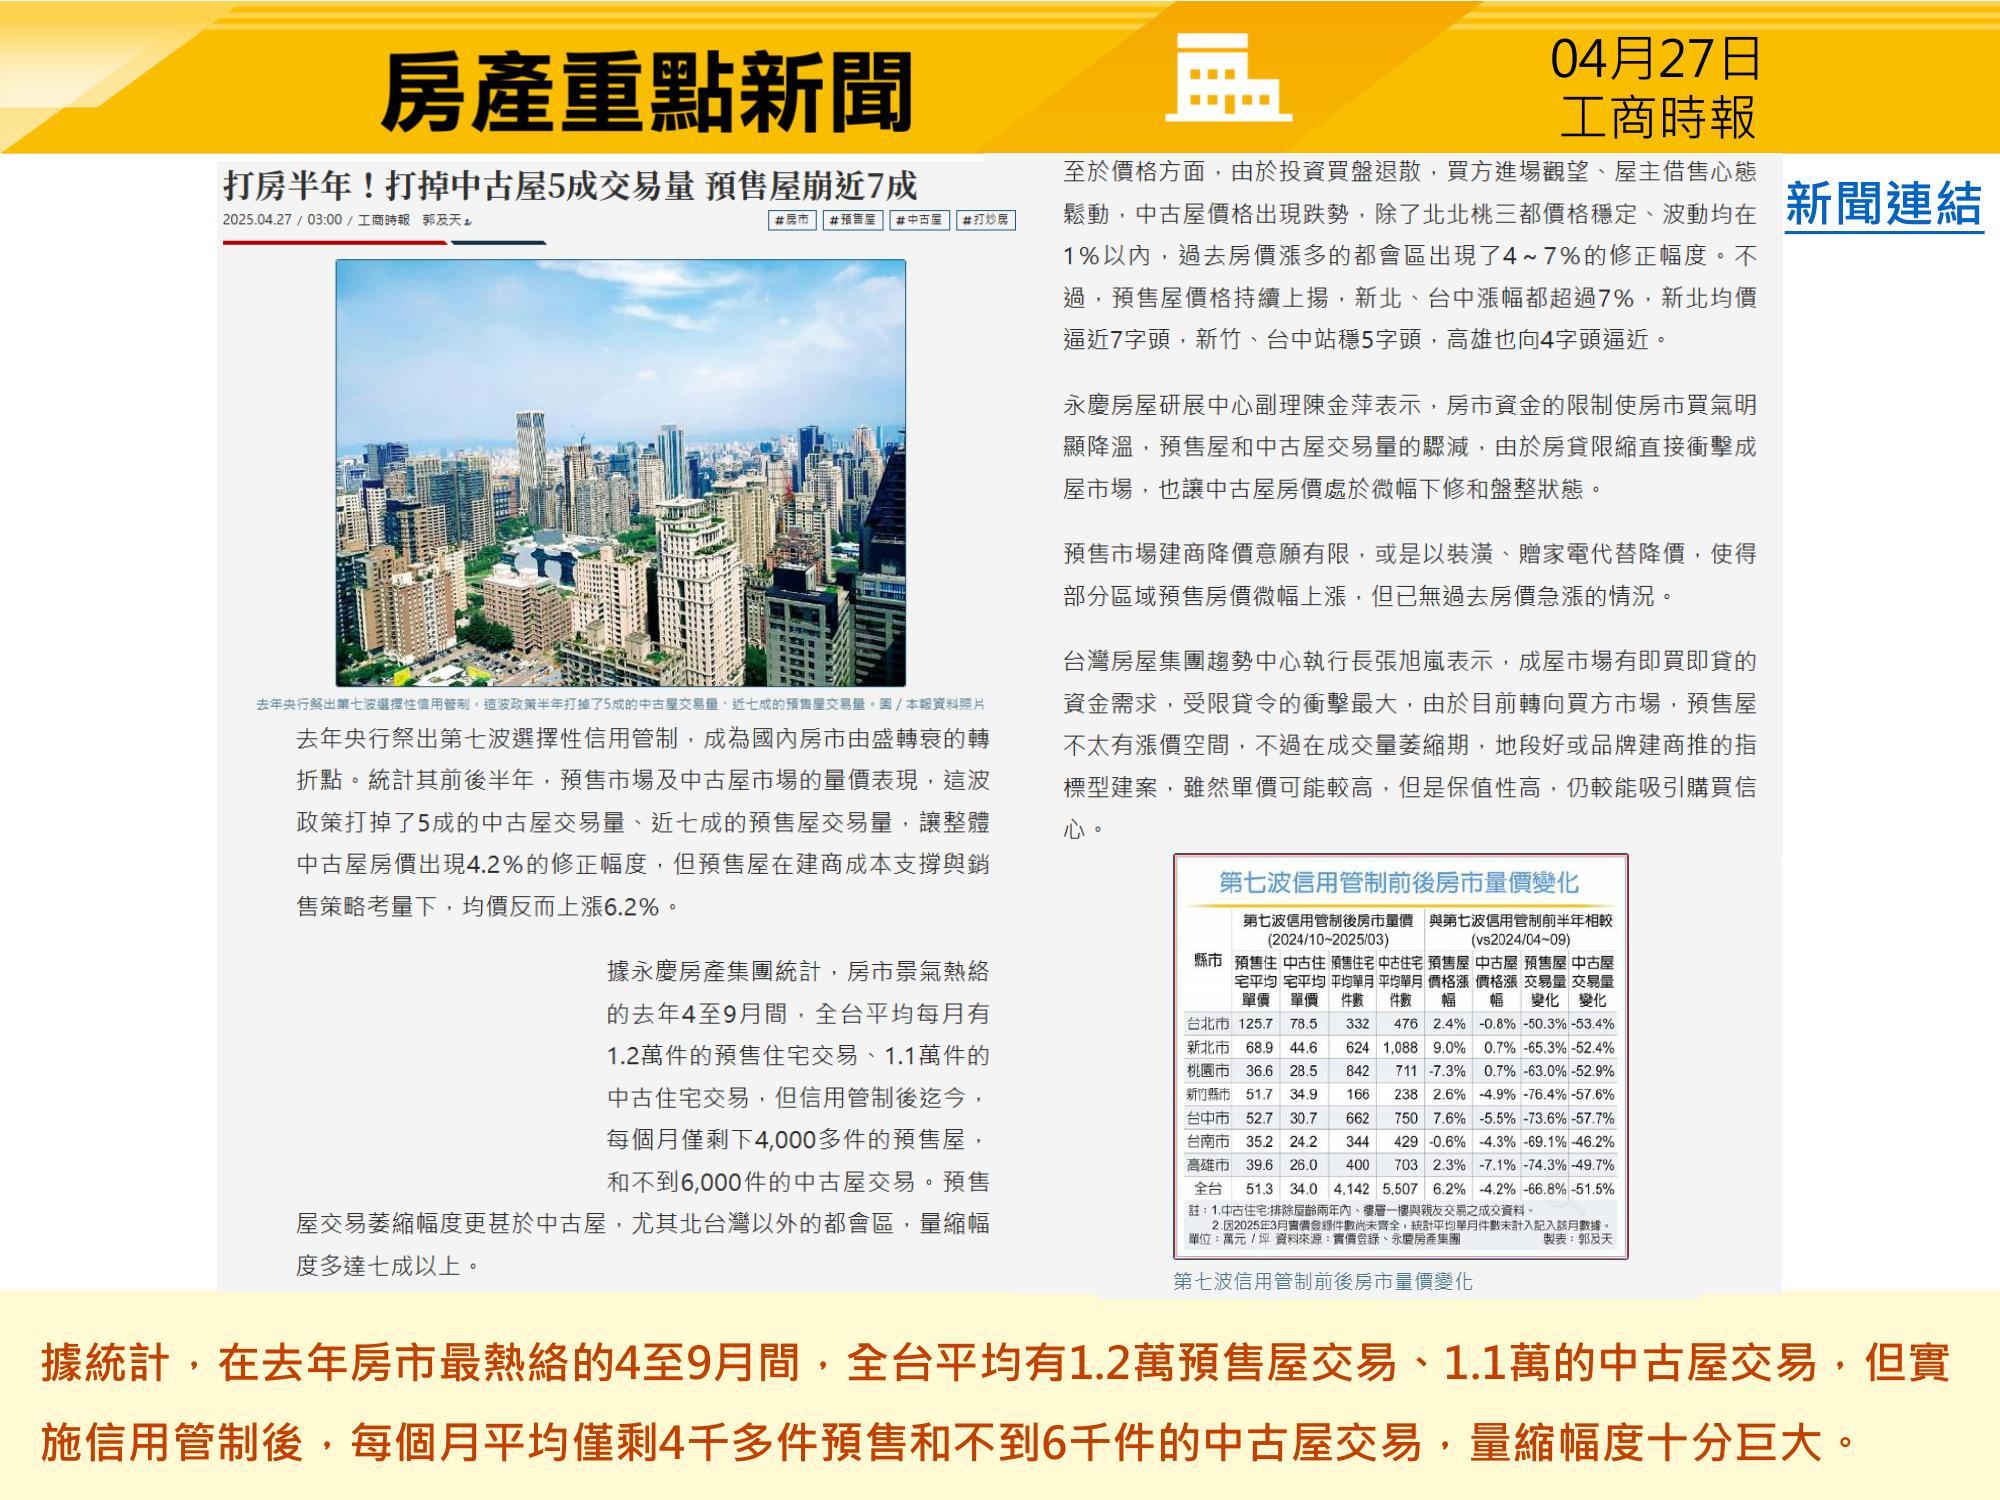 房產重點新聞
04月27日
工商時報
新聞連結
打房半年！打掉中古屋5成交易量 預售屋崩近7成
2025.04.27 / 03:00 / 工商時報 郭及天
#房市 #預售屋 #中古屋 #打炒房
去年央行祭出第七波選擇性信用管制，這波政策半年打掉了5成的中古屋交易量、近七成的預售屋交易量。圖 / 本報資料照片
去年央行祭出第七波選擇性信用管制，成為國內房市由盛轉衰的轉
折點。統計其前後半年，預售市場及中古屋市場的量價表現，這波
政策打掉了5成的中古屋交易量、近七成的預售屋交易量，讓整體
中古屋房價出現4.2%的修正幅度，但預售屋在建商成本支撐與銷
售策略考量下，均價反而上漲6.2%。
據永慶房產集團統計，房市景氣熱絡
的去年4至9月間，全台平均每月有
1.2萬件的預售住宅交易、1.1萬件的
中古住宅交易，但信用管制後迄今，
每個月僅剩下4,000多件的預售屋，
和不到6,000件的中古屋交易。預售
屋交易萎縮幅度更甚於中古屋，尤其北台灣以外的都會區，量縮幅
度多達七成以上。
至於價格方面，由於投資買盤退散，買方進場觀望、屋主借售心態
鬆動，中古屋價格出現跌勢，除了北北桃三都價格穩定、波動均在
1%以內，過去房價漲多的都會區出現了4~7%的修正幅度。不
過，預售屋價格持續上揚，新北、台中漲幅都超過7%，新北均價
逼近7字頭，新竹、台中站穩5字頭，高雄也向4字頭逼近。
永慶房屋研展中心副理陳金萍表示，房市資金的限制使房市買氣明
顯降溫，預售屋和中古屋交易量的驟減，由於房貸限縮直接衝擊成
屋市場，也讓中古屋房價處於微幅下修和盤整狀態。
預售市場建商降價意願有限，或是以裝潢、贈家電代替降價，使得
部分區域預售房價微幅上漲，但已無過去房價急漲的情況。
台灣房屋集團趨勢中心執行長張旭嵐表示，成屋市場有即買即貸的
資金需求，受限貸令的衝擊最大，由於目前轉向買方市場，預售屋
不太有漲價空間，不過在成交量萎縮期，地段好或品牌建商推的指
標型建案，雖然單價可能較高，但是保值性高，仍較能吸引購買信
心。
第七波信用管制前後房市量價變化
第七波信用管制後房市量價 與第七波信用管制前半年相較
(2024/10~2025/03) (vs2024/04~09)
縣市 預售住宅平均單價 中古住宅平均單價 預售住宅平均單月件數 中古住宅平均單月件數 預售屋價格漲幅 中古屋價格漲幅 預售屋交易量變化 中古屋交易量變化
台北市 125.7 78.5 332 476 2.4% -0.8% -50.3% -53.4%
新北市 68.9 44.6 624 1,088 9.0% 0.7% -65.3% -52.4%
桃園市 36.6 28.5 842 711 -7.3% 0.7% -63.0% -52.9%
新竹縣市 51.7 34.9 166 238 2.6% -4.9% -76.4% -57.6%
台中市 52.7 30.7 662 750 7.6% -5.5% -73.6% -57.7%
台南市 35.2 24.2 344 429 -0.6% -4.3% -69.1% -46.2%
高雄市 39.6 26.0 400 703 2.3% -7.1% -74.3% -49.7%
全台 51.3 34.0 4,142 5,507 6.2% -4.2% -66.8% -51.5%
註：1.中古住宅:排除屋齡兩年內、樓層一樓與親友交易之成交資料。
2.因2025年3月實價登錄件數尚未齊全，統計平均單月件數未計入記入該月數據。
單位：萬元 / 坪 資料來源：實價登錄、永慶房產集團 製表：郭及天
第七波信用管制前後房市量價變化
據統計，在去年房市最熱絡的4至9月間，全台平均有1.2萬預售屋交易、1.1萬的中古屋交易，但實
施信用管制後，每個月平均僅剩4千多件預售和不到6千件的中古屋交易，量縮幅度十分巨大。